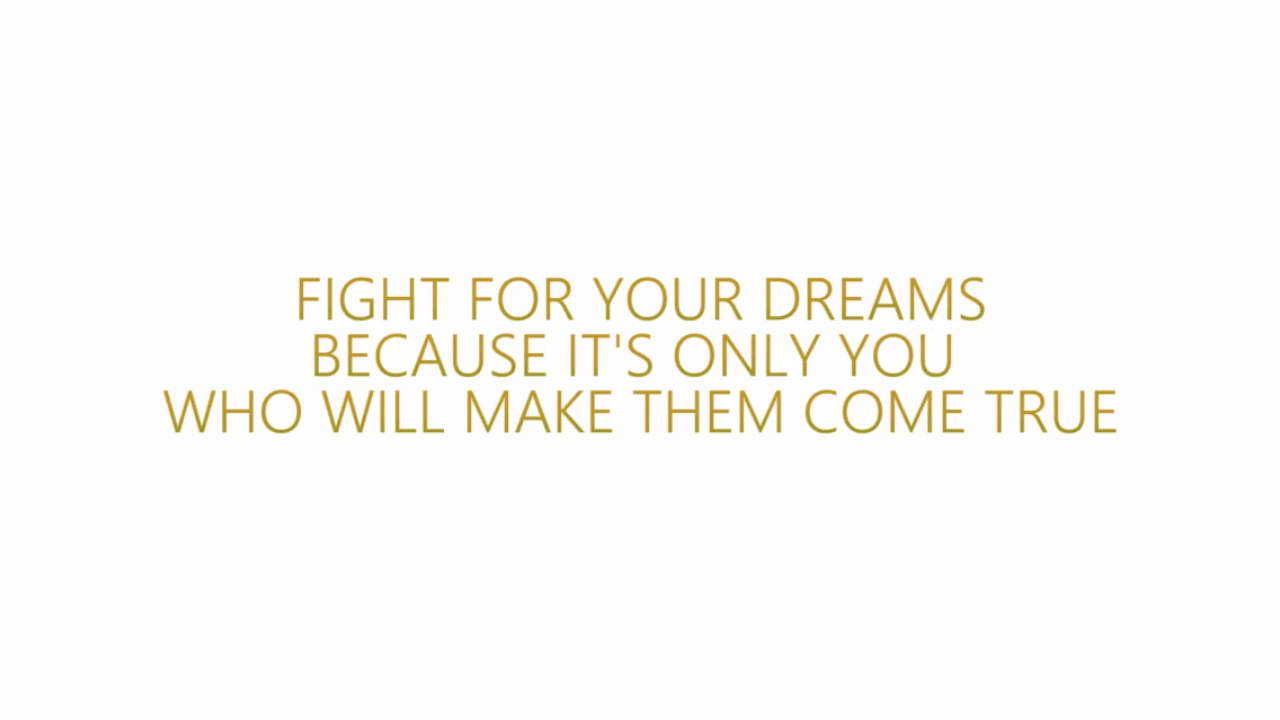 FIGHT FOR YOUR DREAMS
BECAUSE IT'S ONLY YOU
WHO WILL MAKE THEM COME TRUE